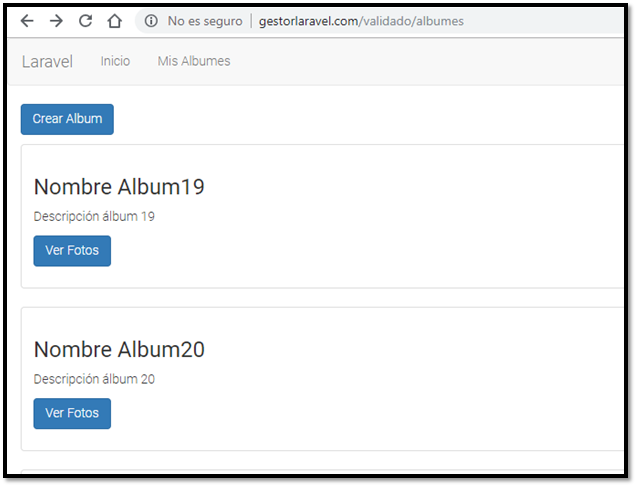 No es seguro | gestorlaravel.com/validado/albumes
Laravel Inicio Mis Albumes
Crear Album
Nombre Album19
Descripción álbum 19
Ver Fotos
Nombre Album20
Descripción álbum 20
Ver Fotos